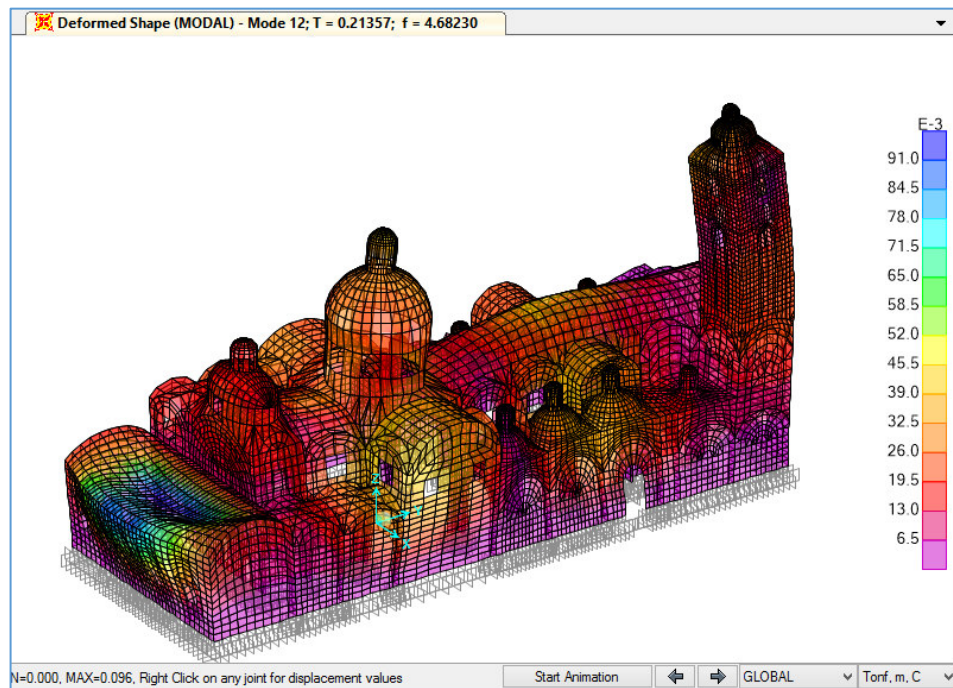 Deformed Shape (MODAL) - Mode 12; T = 0.21357; f = 4.68230
E-3
91.0
84.5
78.0
71.5
65.0
58.5
52.0
45.5
39.0
32.5
26.0
19.5
13.0
6.5
Z
Y
X
N=0.000, MAX=0.096, Right Click on any joint for displacement values
Start Animation
GLOBAL
Tonf, m, C